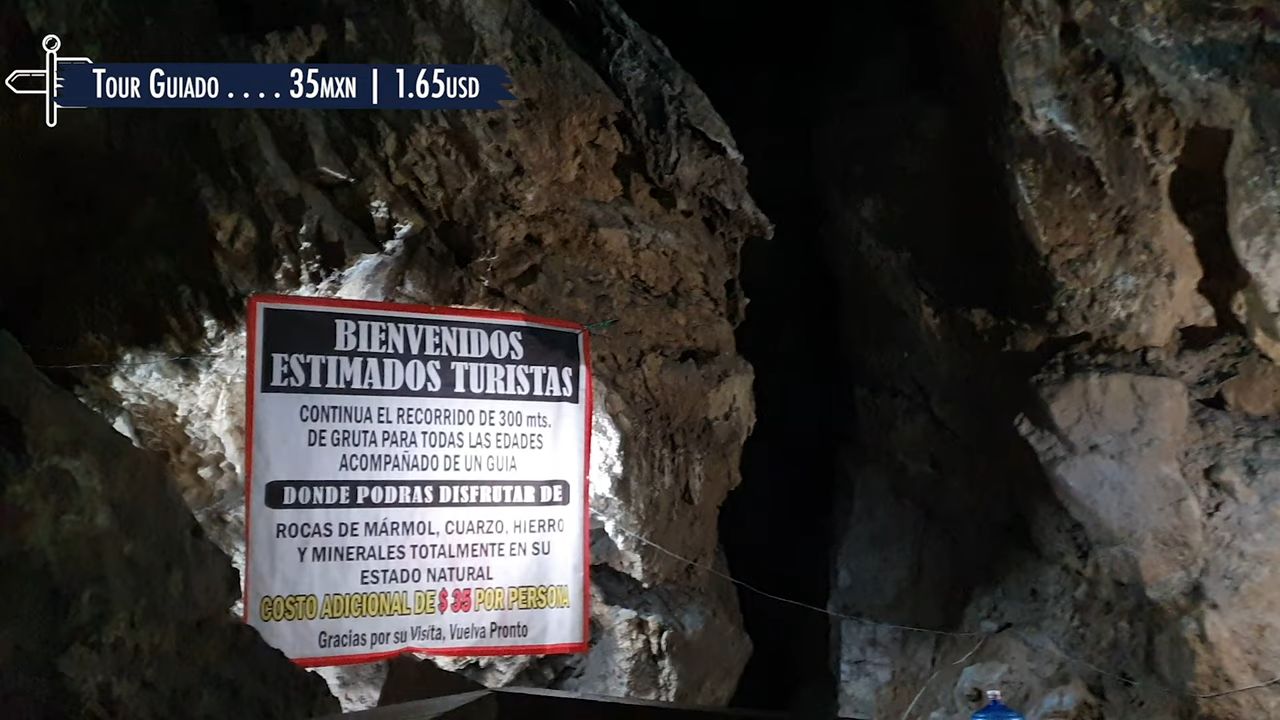 TOUR GUIADO . . . . 35MXN | 1.65USD
BIENVENIDOS
ESTIMADOS TURISTAS
CONTINUA EL RECORRIDO DE 300 mts.
DE GRUTA PARA TODAS LAS EDADES
ACOMPAÑADO DE UN GUIA
DONDE PODRAS DISFRUTAR DE
ROCAS DE MÁRMOL, CUARZO, HIERRO
Y MINERALES TOTALMENTE EN SU
ESTADO NATURAL
COSTO ADICIONAL DE $ 35 POR PERSONA
Gracias por su Visita, Vuelva Pronto